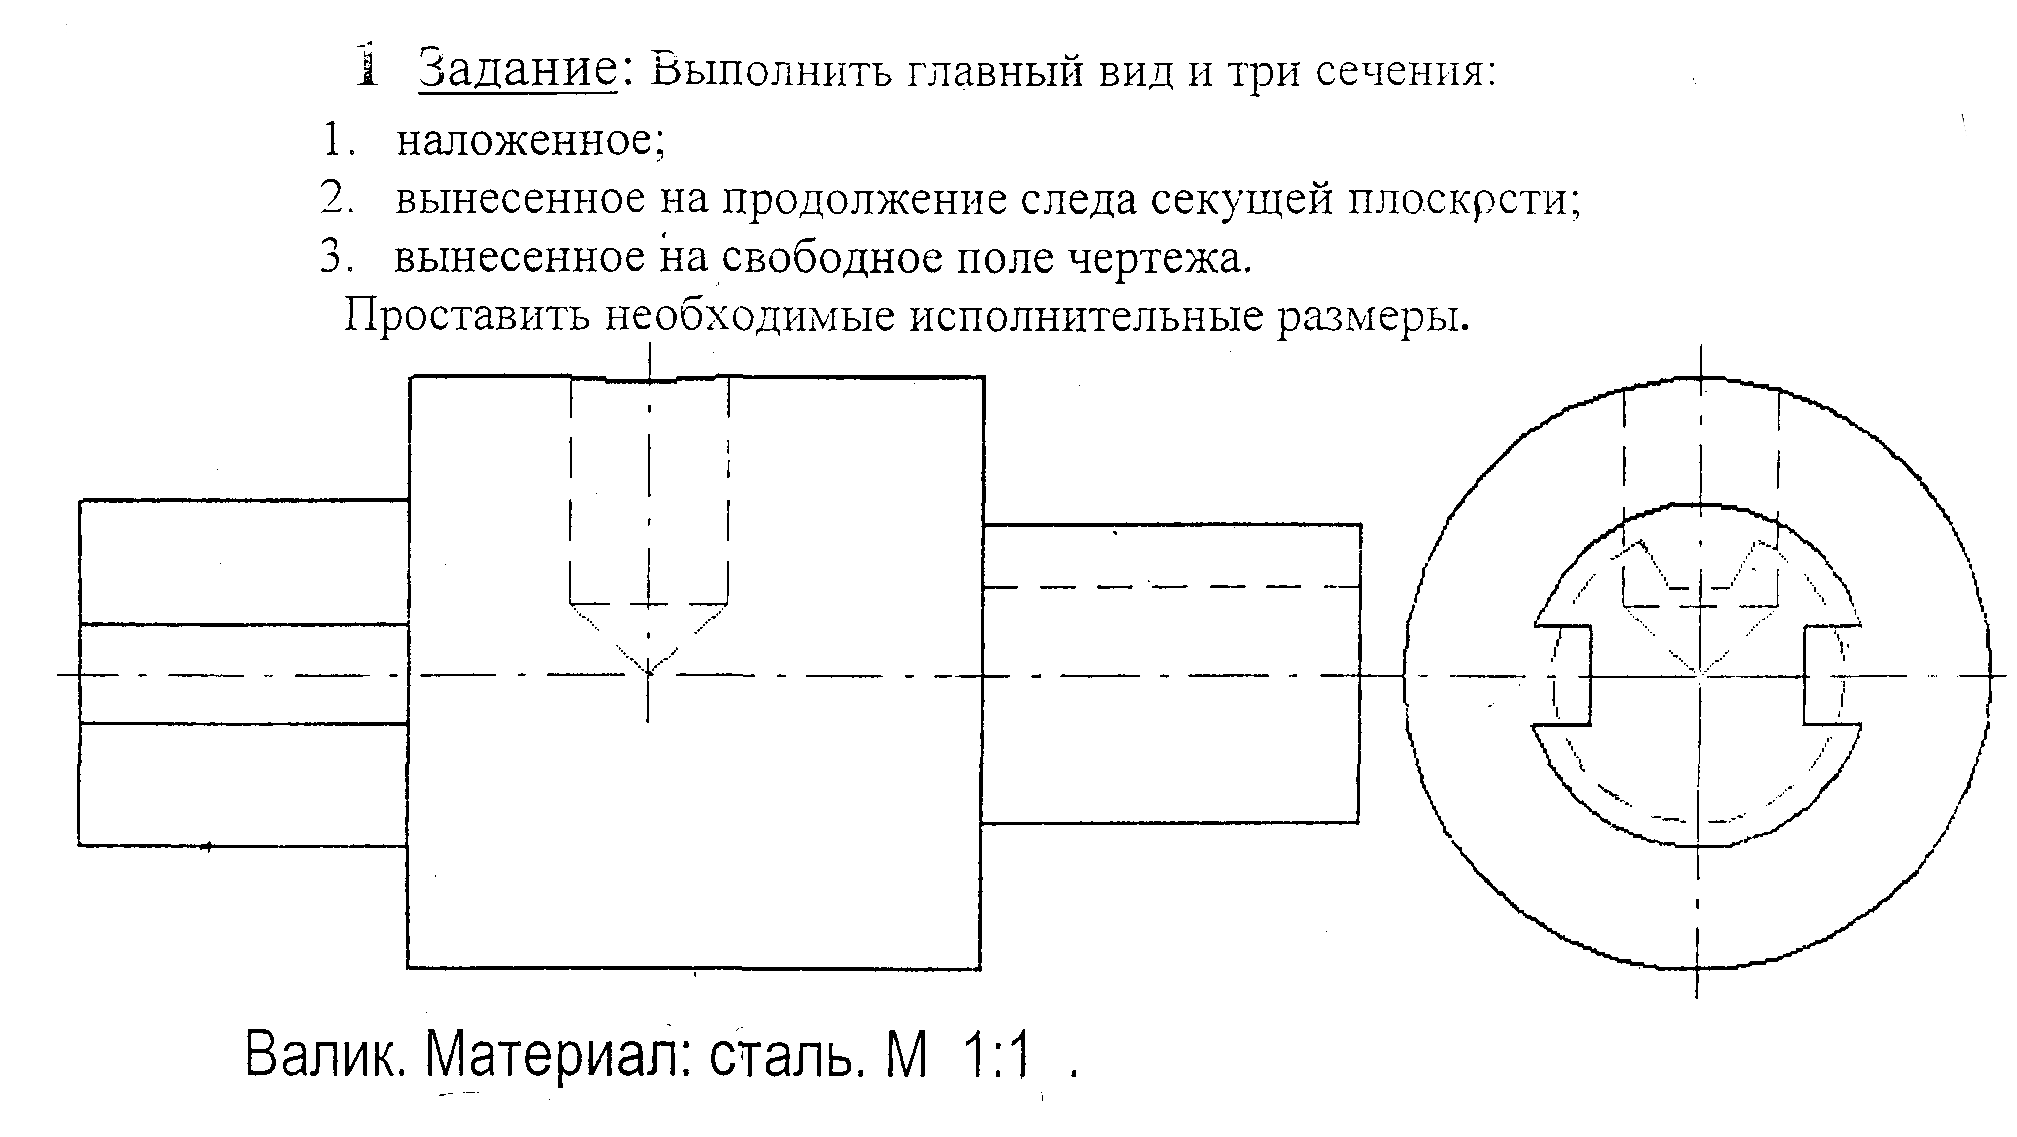 1 Задание: Выполнить главный вид и три сечения:
1. наложенное;
2. вынесенное на продолжение следа секущей плоскости;
3. вынесенное на свободное поле чертежа.
Проставить необходимые исполнительные размеры.
Валик. Материал: сталь. М 1:1 .